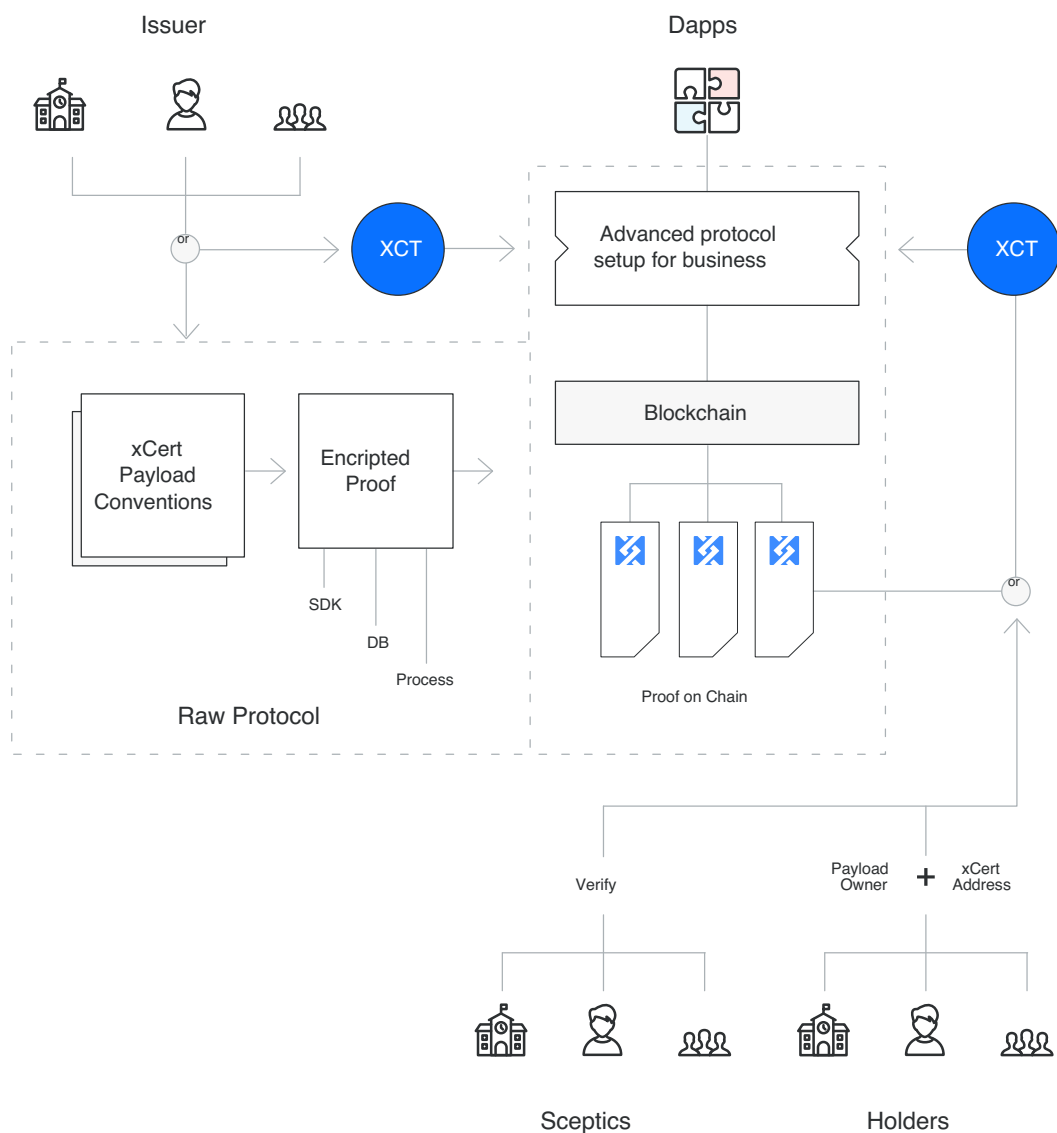 Issuer
Dapps
or
XCT
Advanced protocol
setup for business
XCT
xCert
Payload
Conventions
Encripted
Proof
Blockchain
SDK
DB
Process
or
Raw Protocol
Proof on Chain
Verify
Payload
Owner
+
xCert
Address
Sceptics
Holders